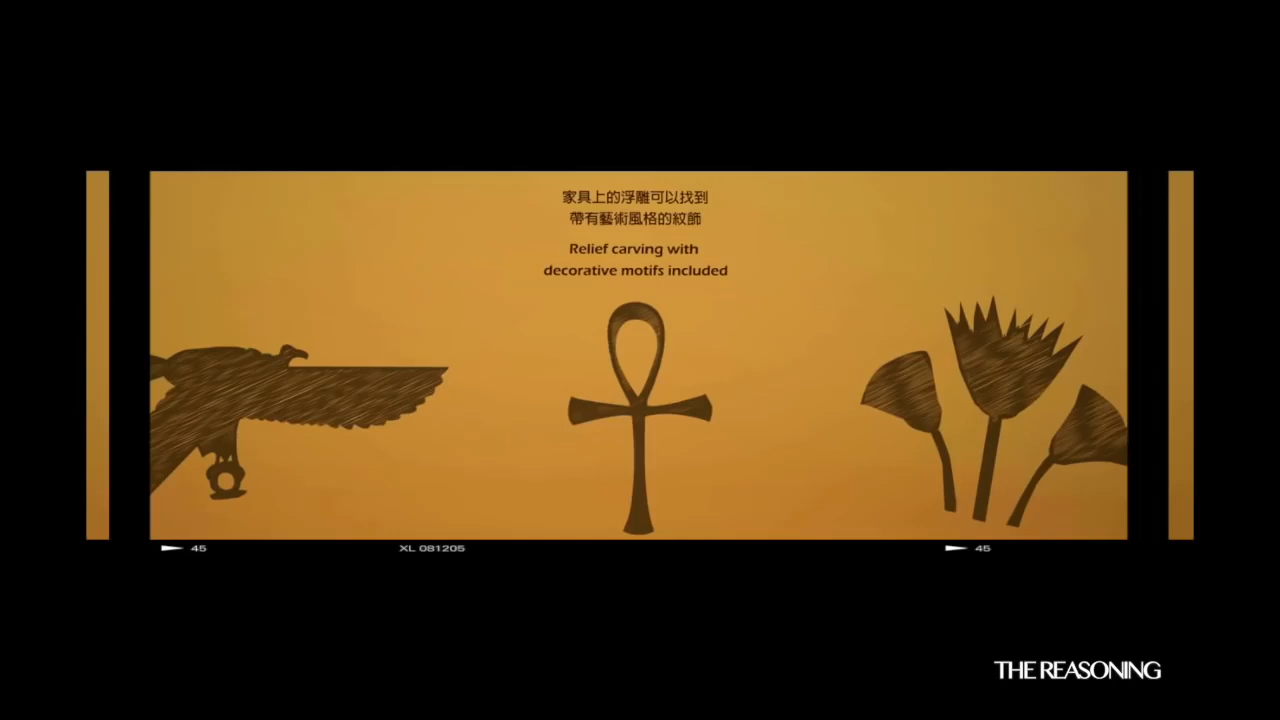 家具上的浮雕可以找到
帶有藝術風格的紋飾
Relief carving with
decorative motifs included
45
XL 081205
45
THE REASONING